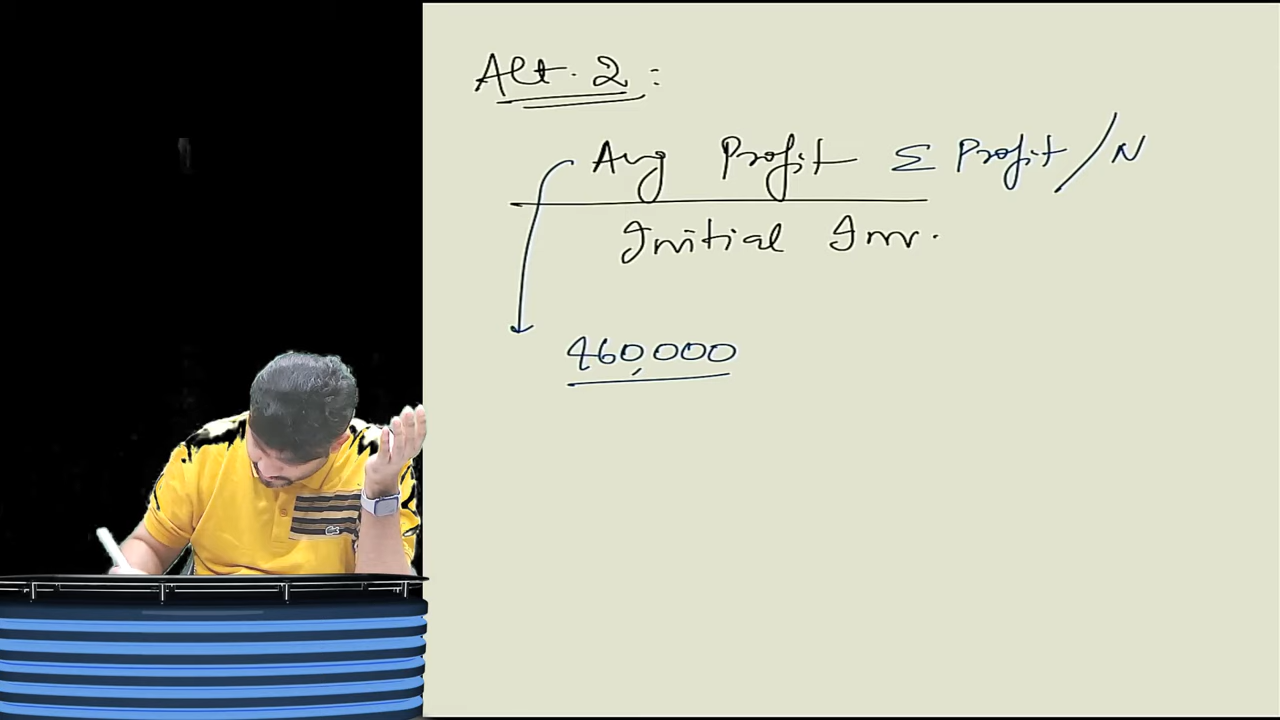 Alt. 2 :
Avg Profit Σ Profit / N
Initial Inv.
460,000